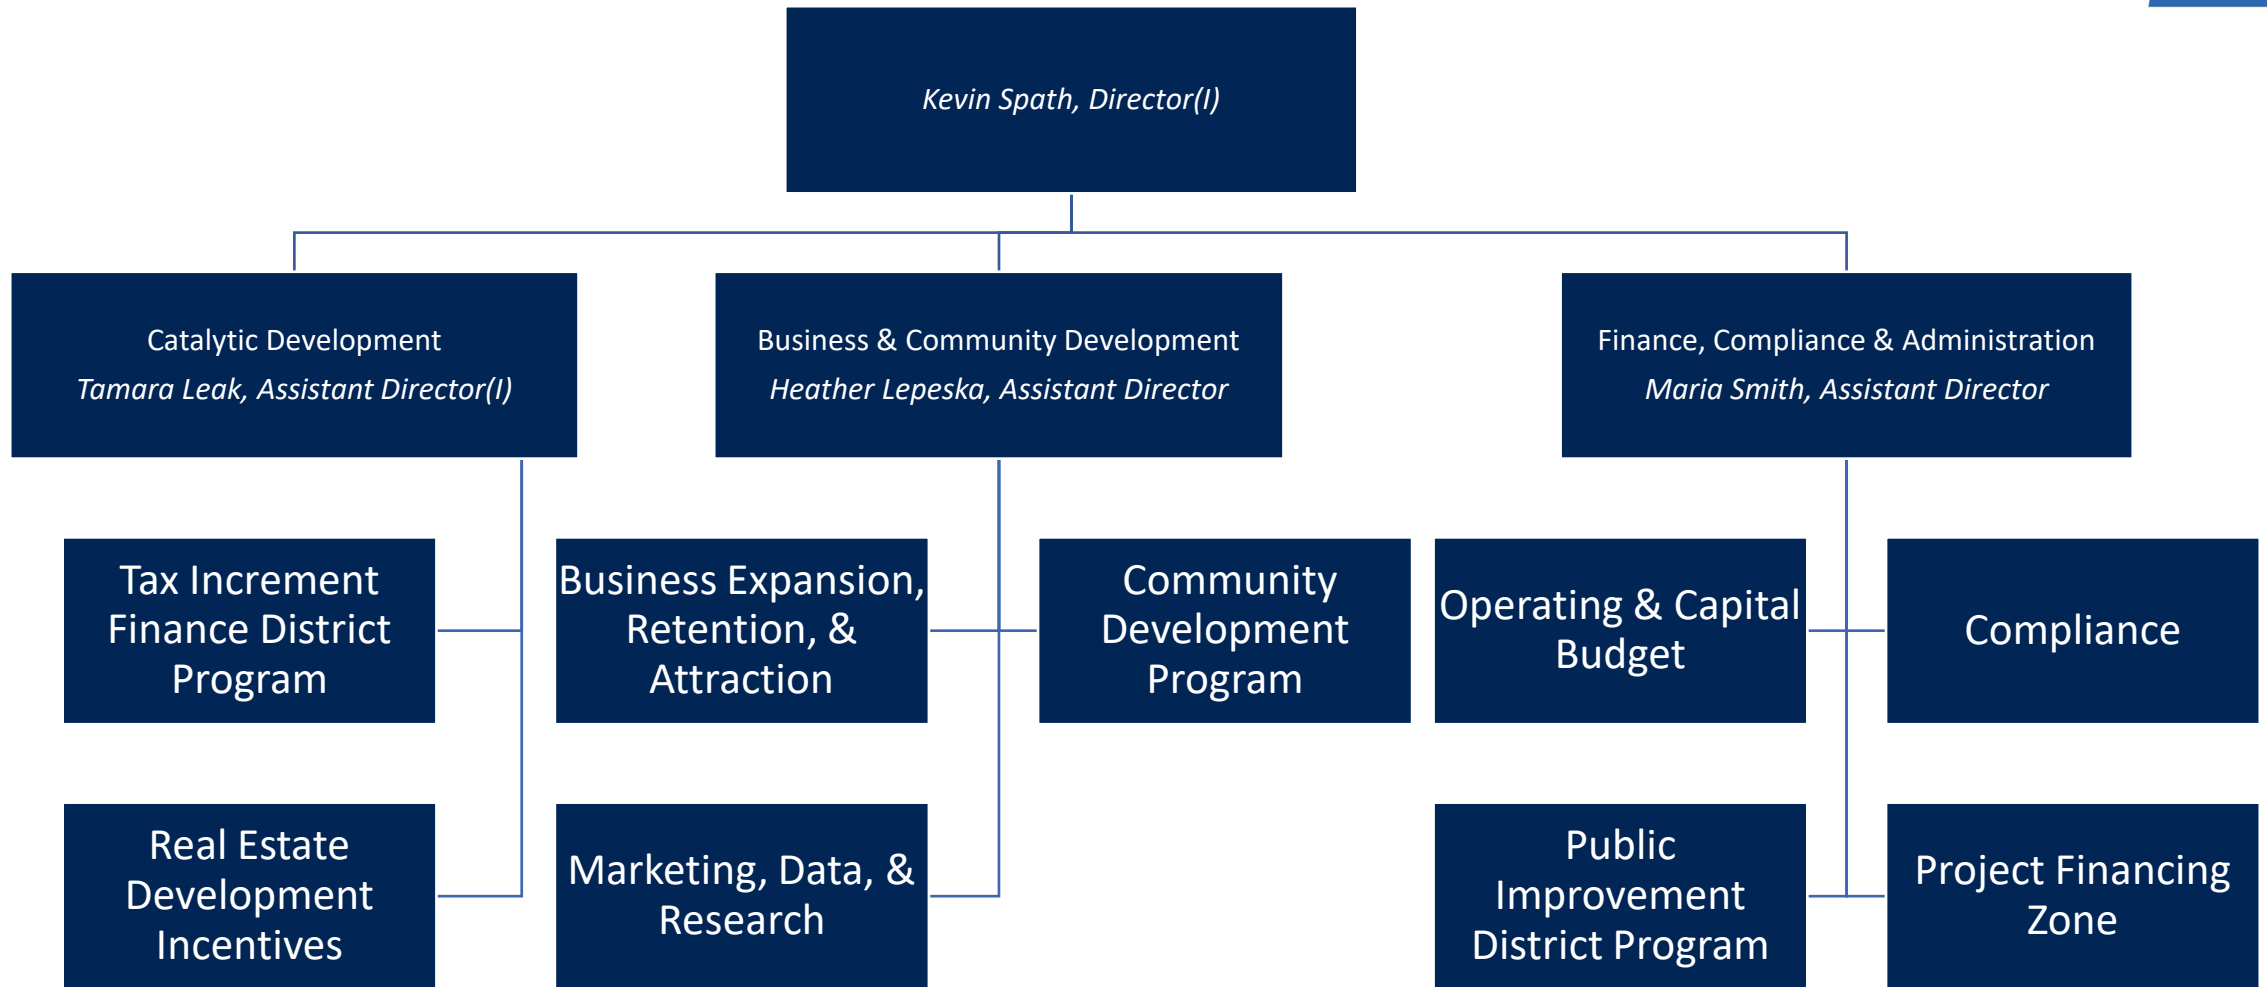 Kevin Spath, Director(I)
Catalytic Development
Tamara Leak, Assistant Director(I)
Business & Community Development
Heather Lepeska, Assistant Director
Finance, Compliance & Administration
Maria Smith, Assistant Director
Tax Increment
Finance District
Program
Business Expansion,
Retention, &
Attraction
Community
Development
Program
Operating & Capital
Budget
Compliance
Real Estate
Development
Incentives
Marketing, Data, &
Research
Public
Improvement
District Program
Project Financing
Zone